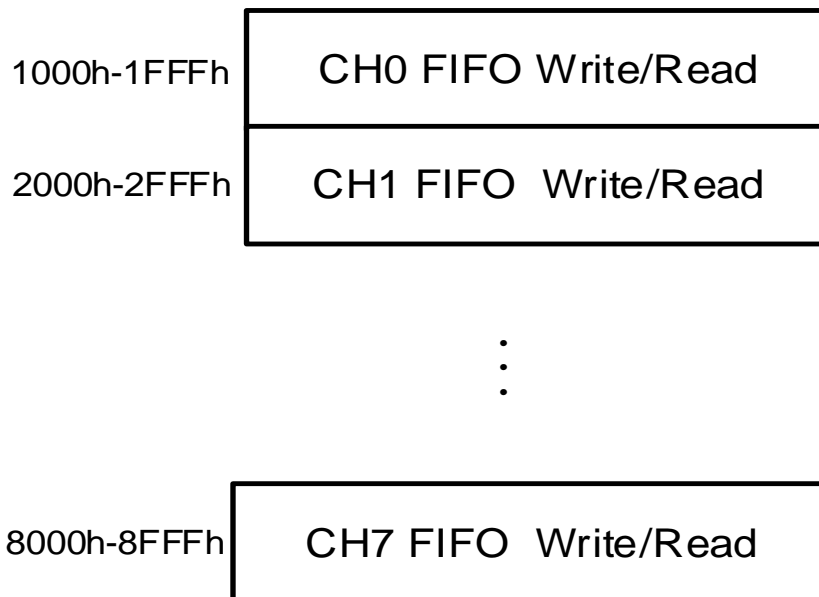 1000h-1FFFh CH0 FIFO Write/Read
2000h-2FFFh CH1 FIFO Write/Read
8000h-8FFFh CH7 FIFO Write/Read